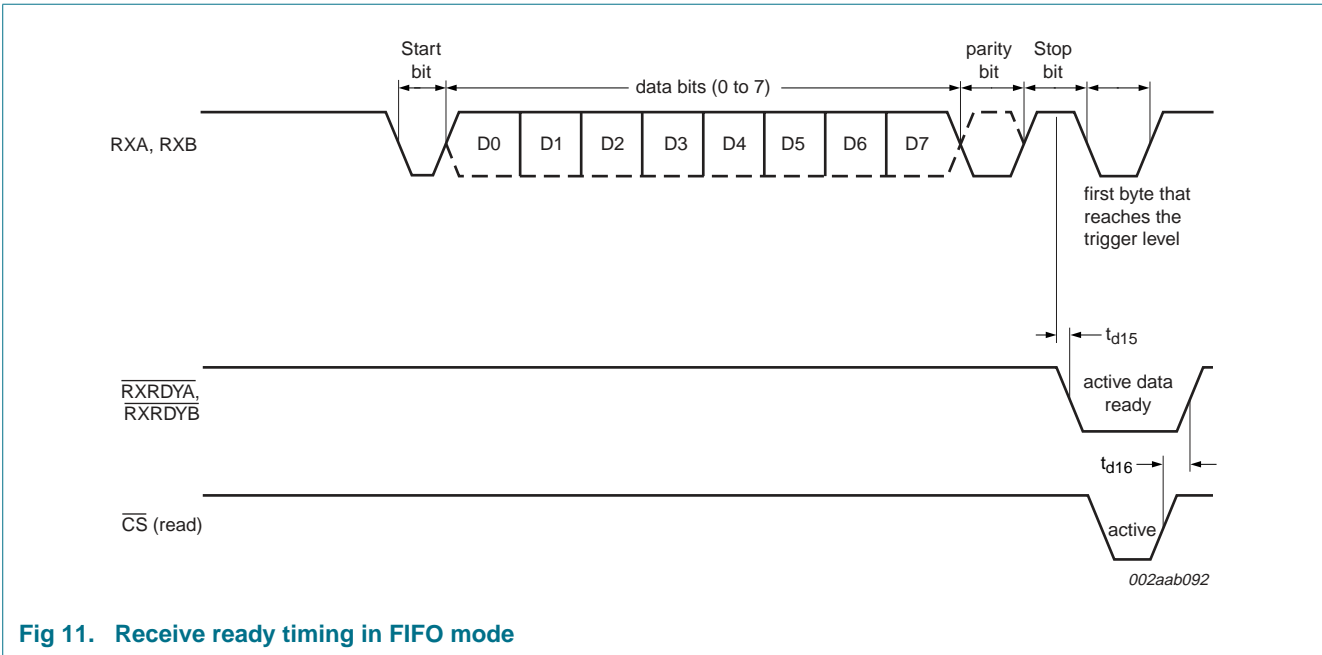 Start
bit
data bits (0 to 7)
parity
bit
Stop
bit
RXA, RXB
D0 D1 D2 D3 D4 D5 D6 D7
first byte that
reaches the
trigger level
td15
RXRDYA,
RXRDYB
active data
ready
td16
CS (read)
active
002aab092
Fig 11. Receive ready timing in FIFO mode